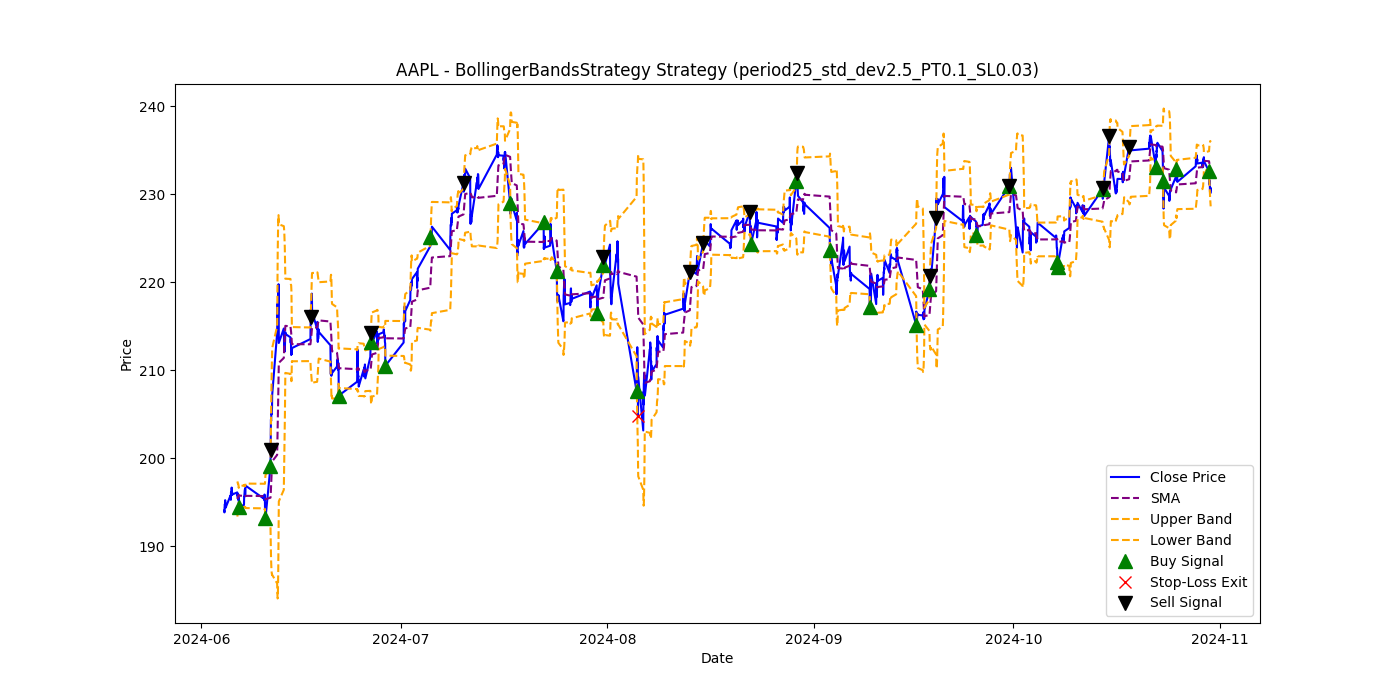 AAPL - BollingerBandsStrategy Strategy (period25_std_dev2.5_PT0.1_SL0.03)
240
230
220
210
200
190
Price
Close Price
SMA
Upper Band
Lower Band
Buy Signal
Stop-Loss Exit
Sell Signal
2024-06 2024-07 2024-08 2024-09 2024-10 2024-11
Date